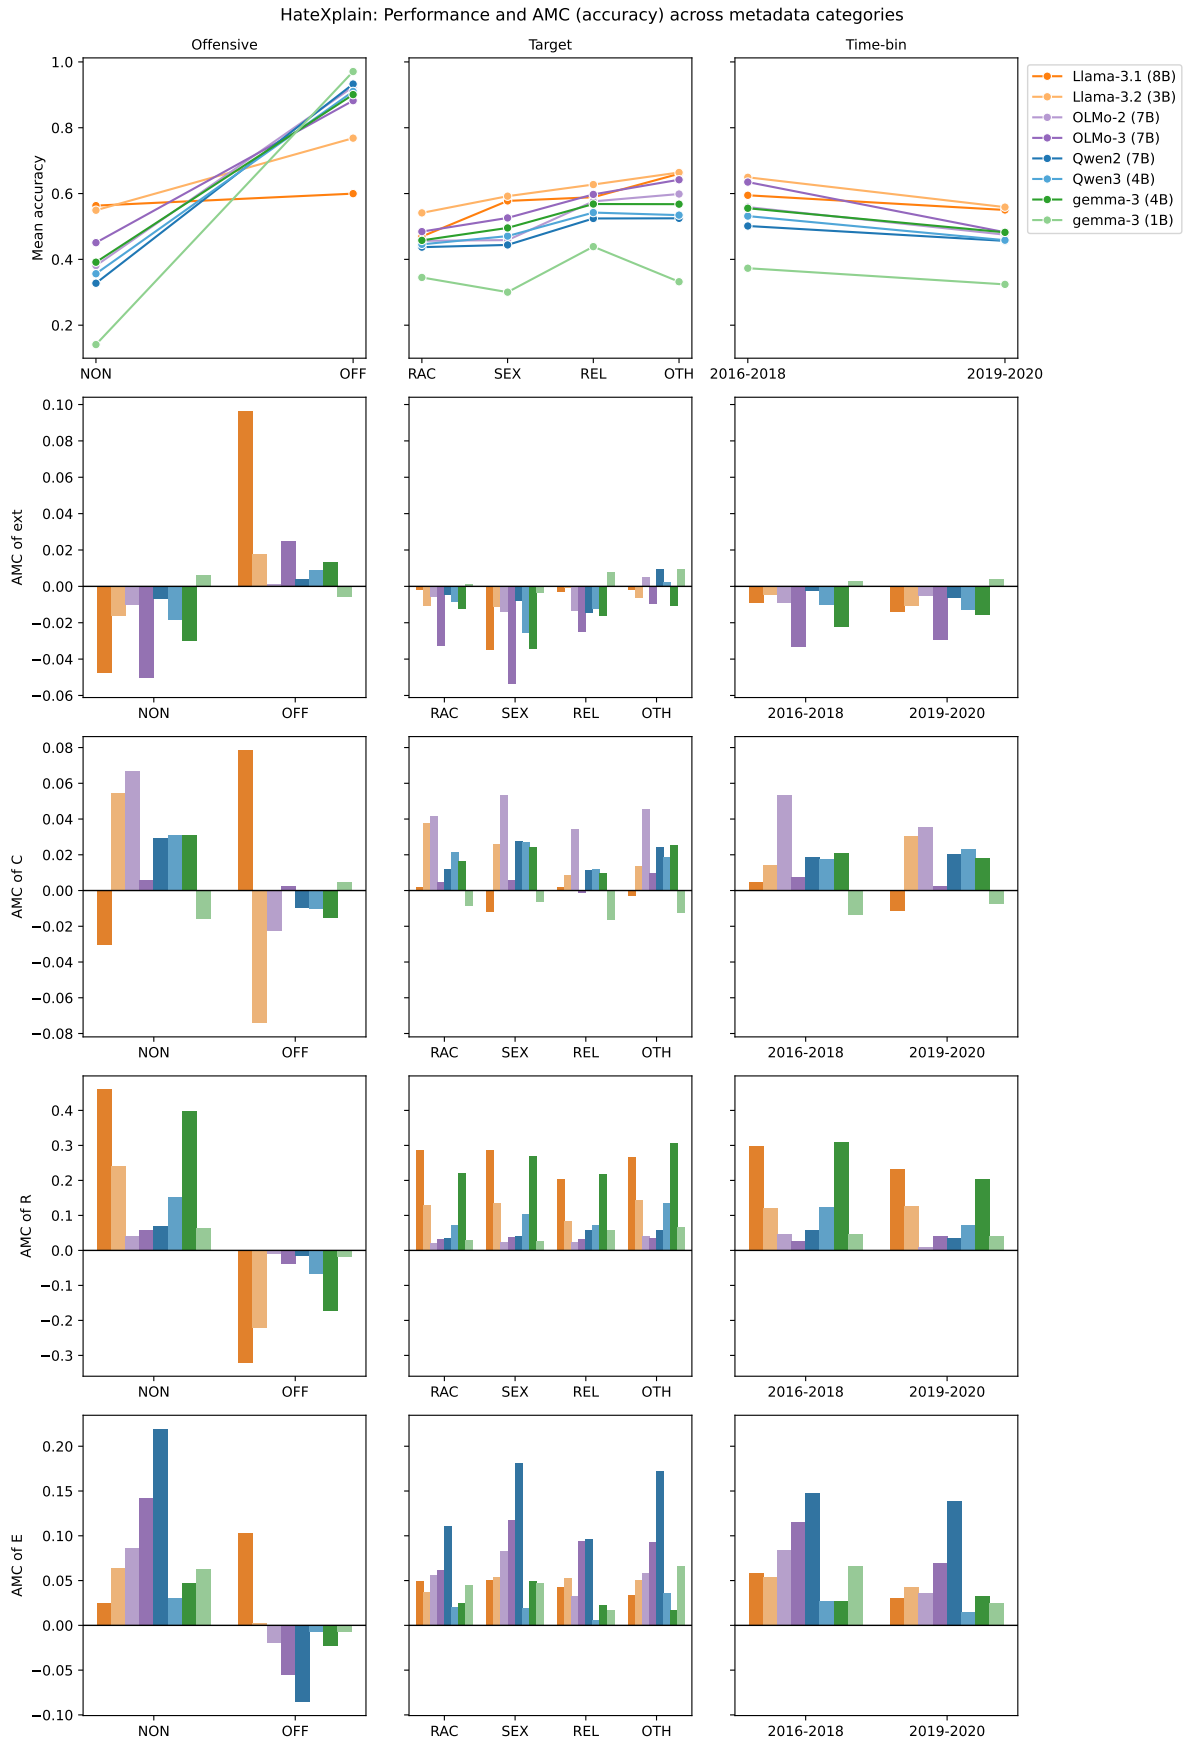 HateXplain: Performance and AMC (accuracy) across metadata categories
Offensive
Target
Time-bin
Mean accuracy
1.0
0.8
0.6
0.4
0.2
NON
OFF
RAC
SEX
REL
OTH
2016-2018
2019-2020
Llama-3.1 (8B)
Llama-3.2 (3B)
OLMo-2 (7B)
OLMo-3 (7B)
Qwen2 (7B)
Qwen3 (4B)
gemma-3 (4B)
gemma-3 (1B)
AMC of ext
0.10
0.08
0.06
0.04
0.02
0.00
−0.02
−0.04
−0.06
NON
OFF
RAC
SEX
REL
OTH
2016-2018
2019-2020
AMC of C
0.08
0.06
0.04
0.02
0.00
−0.02
−0.04
−0.06
−0.08
NON
OFF
RAC
SEX
REL
OTH
2016-2018
2019-2020
AMC of R
0.4
0.3
0.2
0.1
0.0
−0.1
−0.2
−0.3
NON
OFF
RAC
SEX
REL
OTH
2016-2018
2019-2020
AMC of E
0.20
0.15
0.10
0.05
0.00
−0.05
−0.10
NON
OFF
RAC
SEX
REL
OTH
2016-2018
2019-2020